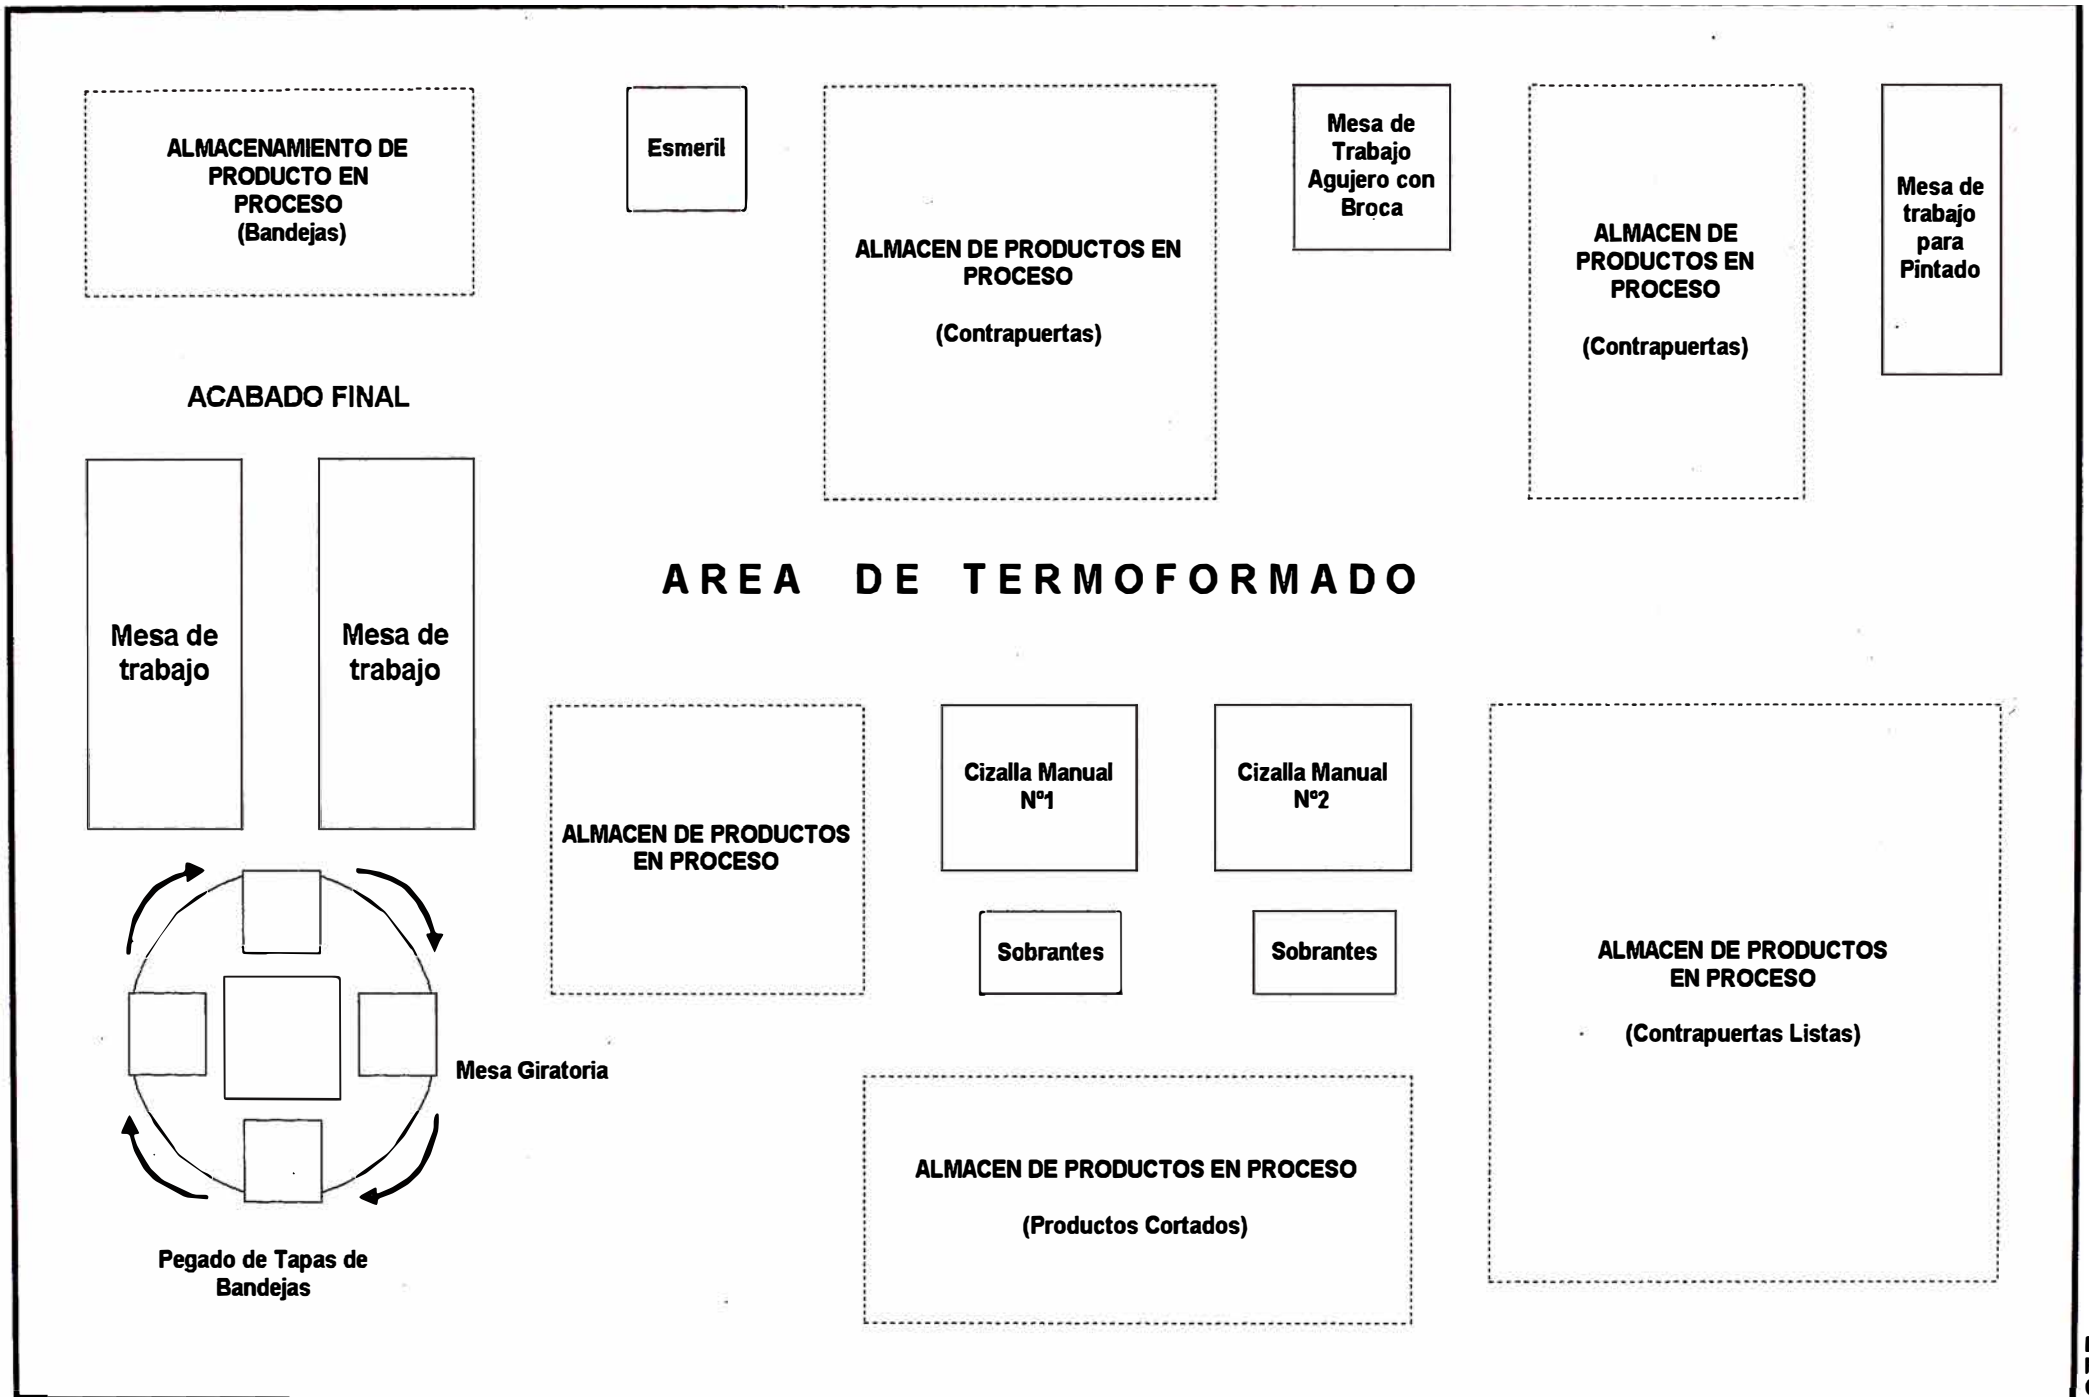 ALMACENAMIENTO DE
PRODUCTO EN
PROCESO
(Bandejas)
Esmeril
ALMACEN DE PRODUCTOS EN
PROCESO
(Contrapuertas)
Mesa de
Trabajo
Agujero con
Broca
ALMACEN DE
PRODUCTOS EN
PROCESO
(Contrapuertas)
Mesa de
trabajo
para
Pintado
ACABADO FINAL
Mesa de
trabajo
Mesa de
trabajo
AREA DE TERMOFORMADO
ALMACEN DE PRODUCTOS
EN PROCESO
Cizalla Manual
Nº1
Cizalla Manual
Nº2
Sobrantes
Sobrantes
ALMACEN DE PRODUCTOS
EN PROCESO
(Contrapuertas Listas)
Mesa Giratoria
ALMACEN DE PRODUCTOS EN PROCESO
(Productos Cortados)
Pegado de Tapas de
Bandejas